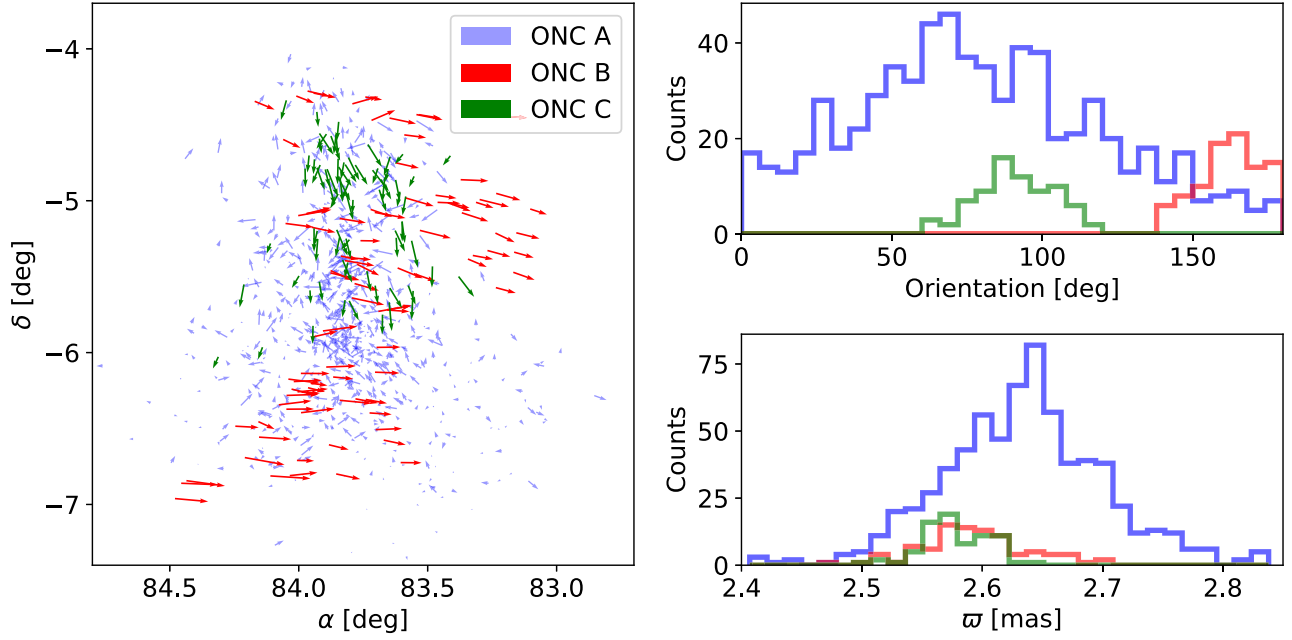 −4
−5
−6
−7
δ [deg]
84.5
84.0
83.5
83.0
α [deg]
ONC A
ONC B
ONC C
40
20
0
Counts
0
50
100
150
Orientation [deg]
75
50
25
0
Counts
2.4
2.5
2.6
2.7
2.8
ϖ [mas]